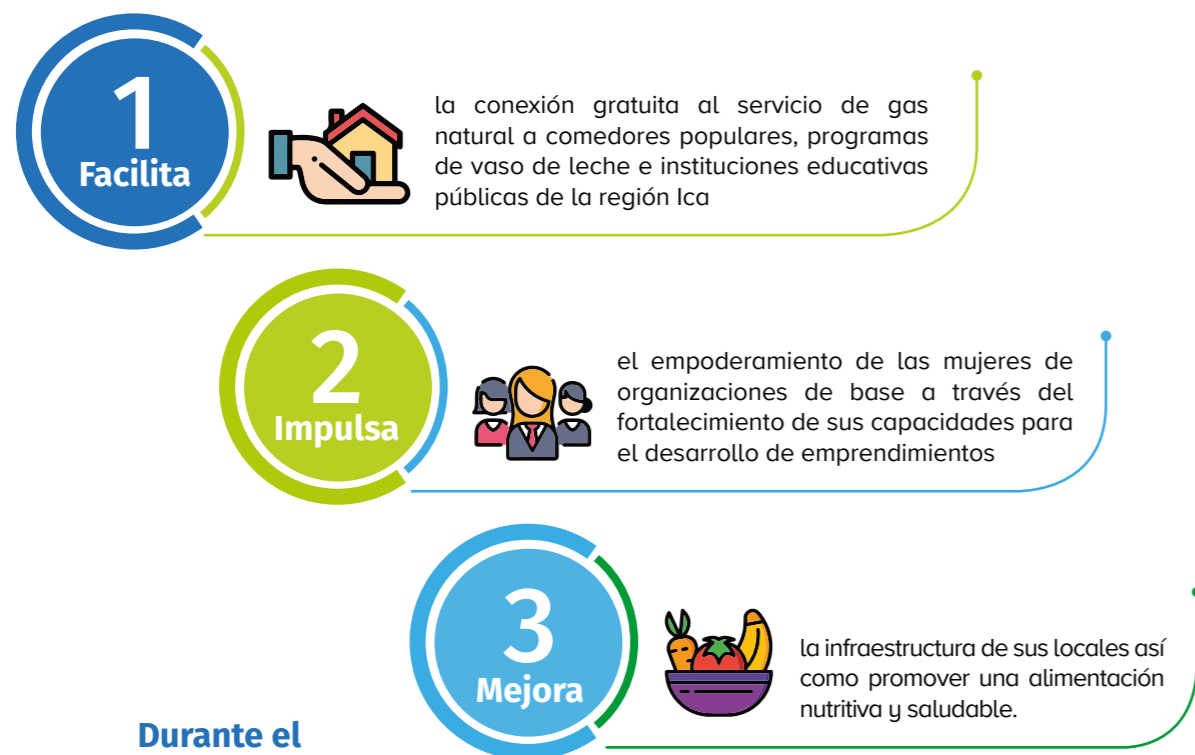 1
Facilita
la conexión gratuita al servicio de gas
natural a comedores populares, programas
de vaso de leche e instituciones educativas
públicas de la región Ica
2
Impulsa
el empoderamiento de las mujeres de
organizaciones de base a través del
fortalecimiento de sus capacidades para
el desarrollo de emprendimientos
3
Mejora
la infraestructura de sus locales así
como promover una alimentación
nutritiva y saludable.
Durante el